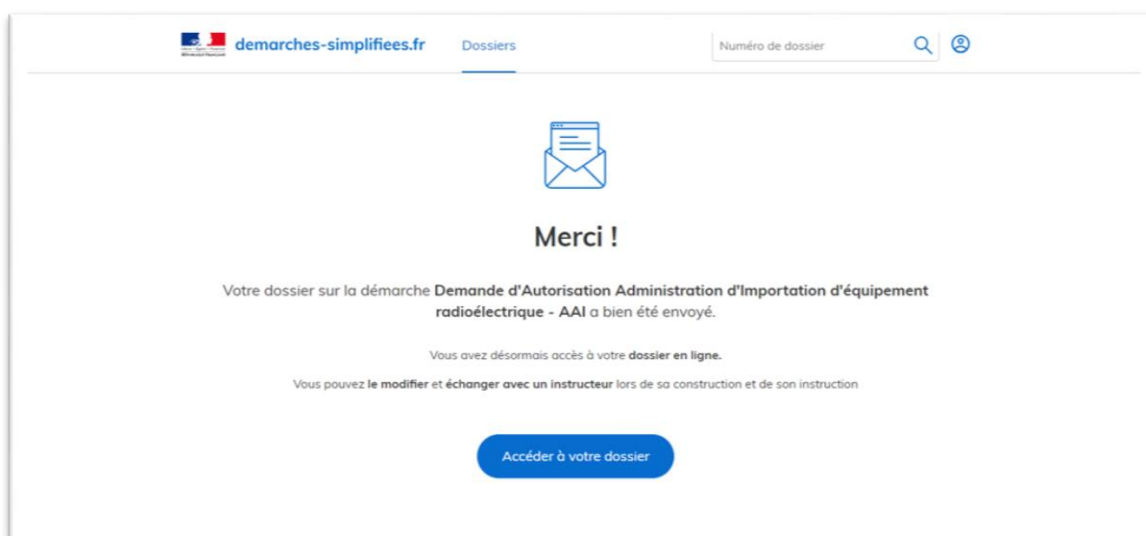 demarches-simplifiees.fr Dossiers Numéro de dossier
Merci !
Votre dossier sur la démarche Demande d'Autorisation Administration d'Importation d'équipement
radioélectrique - AAI a bien été envoyé.
Vous avez désormais accès à votre dossier en ligne.
Vous pouvez le modifier et échanger avec un instructeur lors de sa construction et de son instruction
Accéder à votre dossier